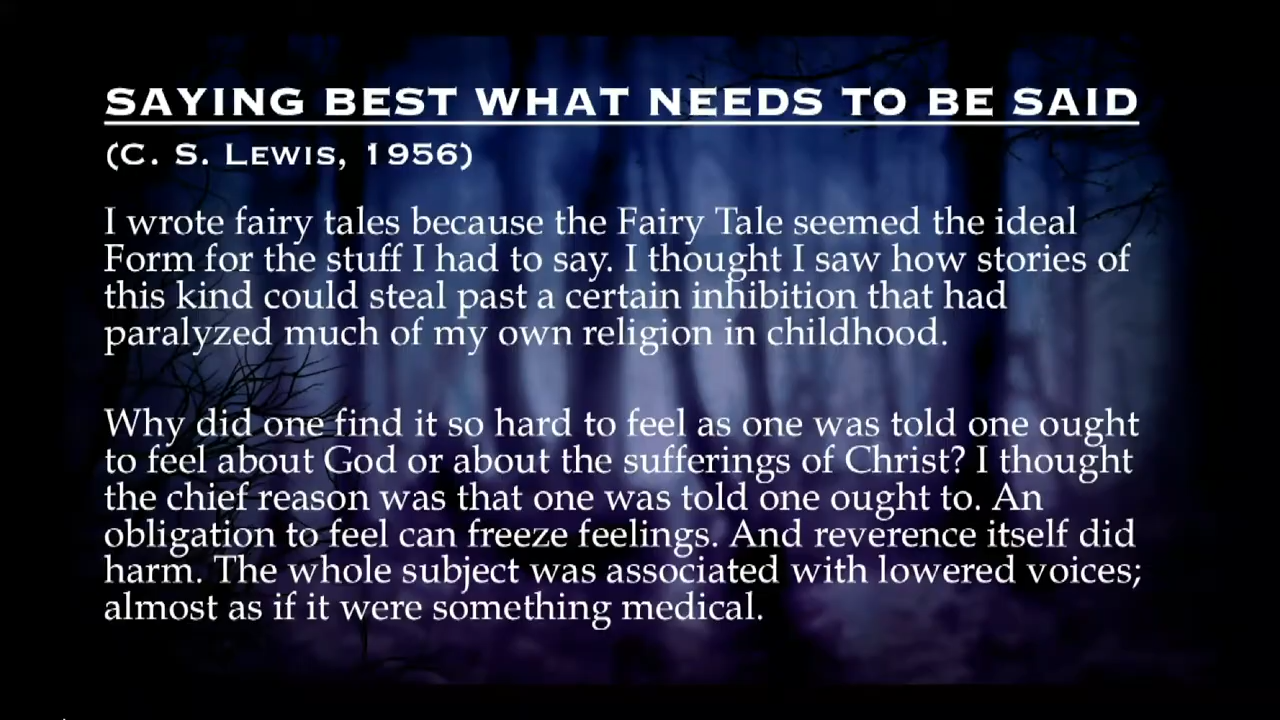 SAYING BEST WHAT NEEDS TO BE SAID
(C. S. LEWIS, 1956)
I wrote fairy tales because the Fairy Tale seemed the ideal
Form for the stuff I had to say. I thought I saw how stories of
this kind could steal past a certain inhibition that had
paralyzed much of my own religion in childhood.
Why did one find it so hard to feel as one was told one ought
to feel about God or about the sufferings of Christ? I thought
the chief reason was that one was told one ought to. An
obligation to feel can freeze feelings. And reverence itself did
harm. The whole subject was associated with lowered voices;
almost as if it were something medical.